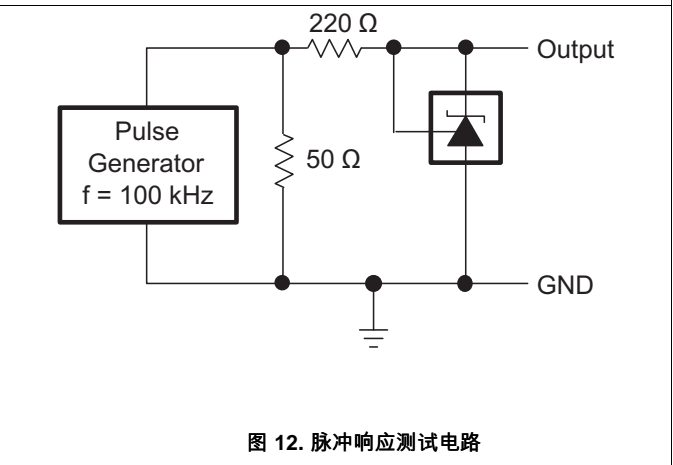 220 Ω
Output
Pulse
Generator
f = 100 kHz
50 Ω
GND
图 12. 脉冲响应测试电路